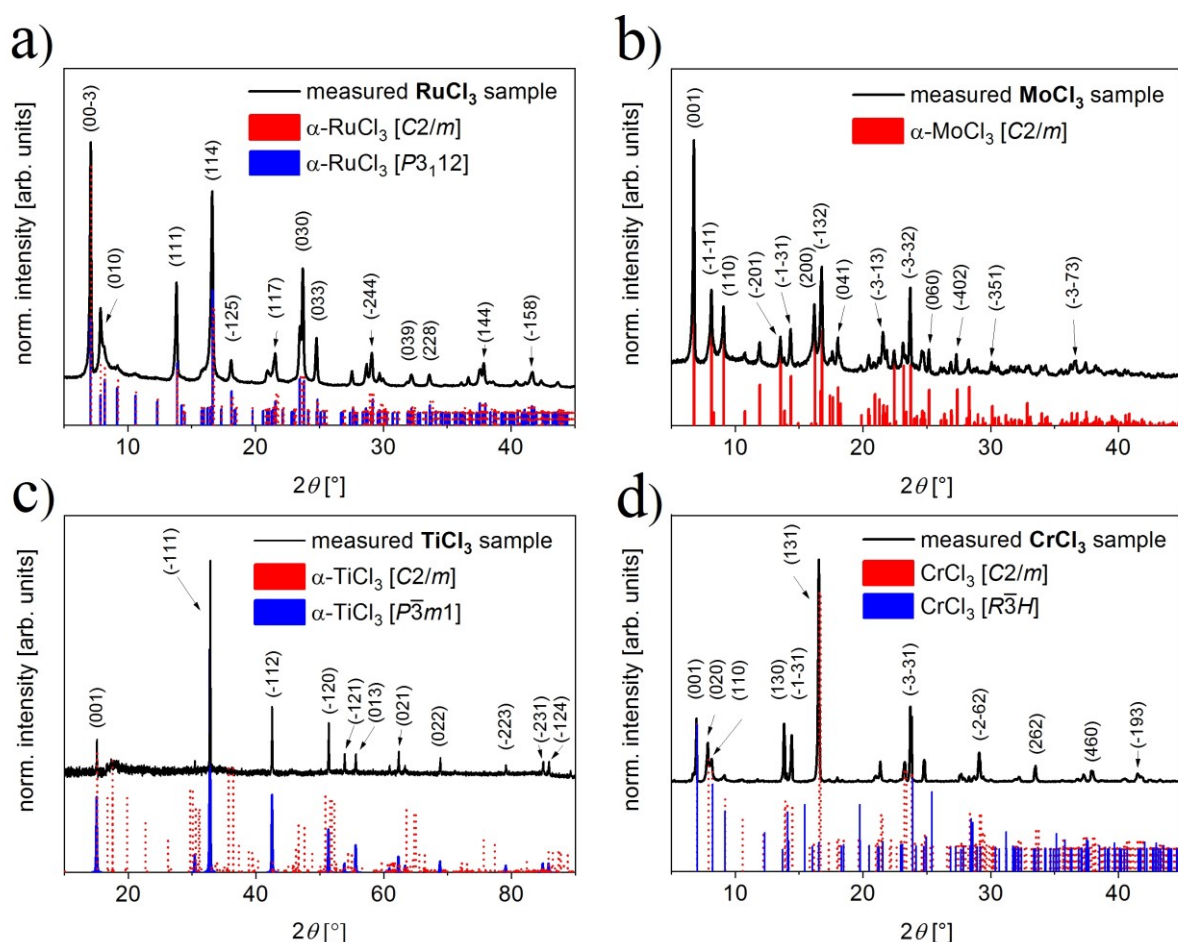 a)
norm. intensity [arb. units]
measured RuCl₃ sample
α-RuCl₃ [C2/m]
α-RuCl₃ [P3₁12]
(00-3)
(010)
(111)
(114)
(-125)
(117)
(030)
(033)
(-244)
(039)
(228)
(144)
(-158)
10 20 30 40
2θ [°]
b)
norm. intensity [arb. units]
measured MoCl₃ sample
α-MoCl₃ [C2/m]
(001)
(-1-11)
(110)
(-201)
(-1-31)
(200)
(-132)
(041)
(-3-13)
(-3-32)
(060)
(-402)
(-351)
(-3-73)
10 20 30 40
2θ [°]
c)
norm. intensity [arb. units]
measured TiCl₃ sample
α-TiCl₃ [C2/m]
α-TiCl₃ [P3̅m1]
(001)
(-111)
(-112)
(-120)
(-121)
(013)
(021)
(022)
(-223)
(-231)
(-124)
20 40 60 80
2θ [°]
d)
norm. intensity [arb. units]
measured CrCl₃ sample
CrCl₃ [C2/m]
CrCl₃ [R3̅H]
(001)
(020)
(110)
(130)
(-1-31)
(131)
(-3-31)
(-2-62)
(262)
(460)
(-193)
10 20 30 40
2θ [°]